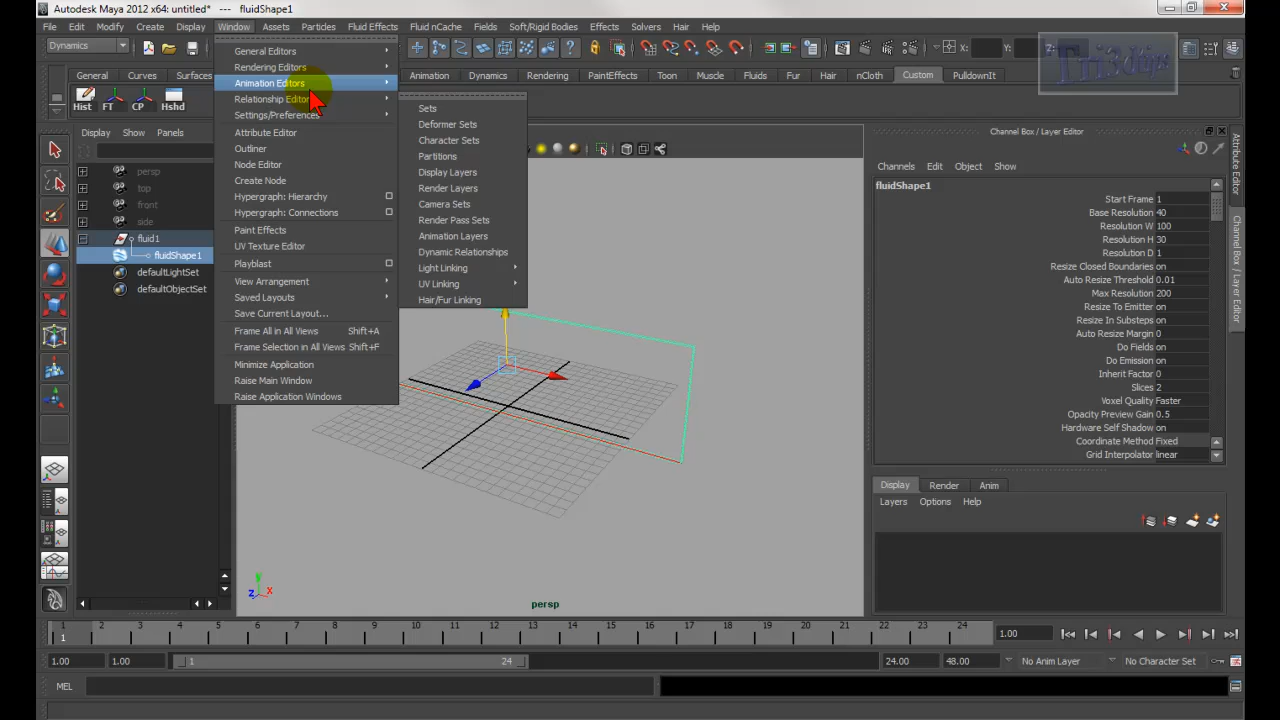 Autodesk Maya 2012 x64: untitled* --- fluidShape1
File Edit Modify Create Display Window Assets Particles Fluid Effects Fluid nCache Fields Soft/Rigid Bodies Effects Solvers Hair Help
Dynamics
X: Y: Z:
Tri3dtips
General Curves Surfaces Animation Dynamics Rendering PaintEffects Toon Muscle Fluids Fur Hair nCloth Custom PulldownIt
Hist FT CP Hshd
General Editors
Rendering Editors
Animation Editors
Relationship Editors
Settings/Preferences
Attribute Editor
Outliner
Node Editor
Create Node
Hypergraph: Hierarchy
Hypergraph: Connections
Paint Effects
UV Texture Editor
Playblast
View Arrangement
Saved Layouts
Save Current Layout...
Frame All in All Views Shift+A
Frame Selection in All Views Shift+F
Minimize Application
Raise Main Window
Raise Application Windows
Sets
Deformer Sets
Character Sets
Partitions
Display Layers
Render Layers
Camera Sets
Render Pass Sets
Animation Layers
Dynamic Relationships
Light Linking
UV Linking
Hair/Fur Linking
Display Show Panels
persp
top
front
side
fluid1
fluidShape1
defaultLightSet
defaultObjectSet
y
z x
persp
Channel Box / Layer Editor
Channels Edit Object Show
fluidShape1
Start Frame 1
Base Resolution 40
Resolution W 100
Resolution H 30
Resolution D 1
Resize Closed Boundaries on
Auto Resize Threshold 0.01
Max Resolution 200
Resize To Emitter on
Resize In Substeps on
Auto Resize Margin 0
Do Fields on
Do Emission on
Inherit Factor 0
Slices 2
Voxel Quality Faster
Opacity Preview Gain 0.5
Hardware Self Shadow on
Coordinate Method Fixed
Grid Interpolator linear
Display Render Anim
Layers Options Help
Attribute Editor
Channel Box / Layer Editor
1 2 3 4 5 6 7 8 9 10 11 12 13 14 15 16 17 18 19 20 21 22 23 24
1
1.00
1.00 1.00 1 24 24.00 48.00 No Anim Layer No Character Set
MEL